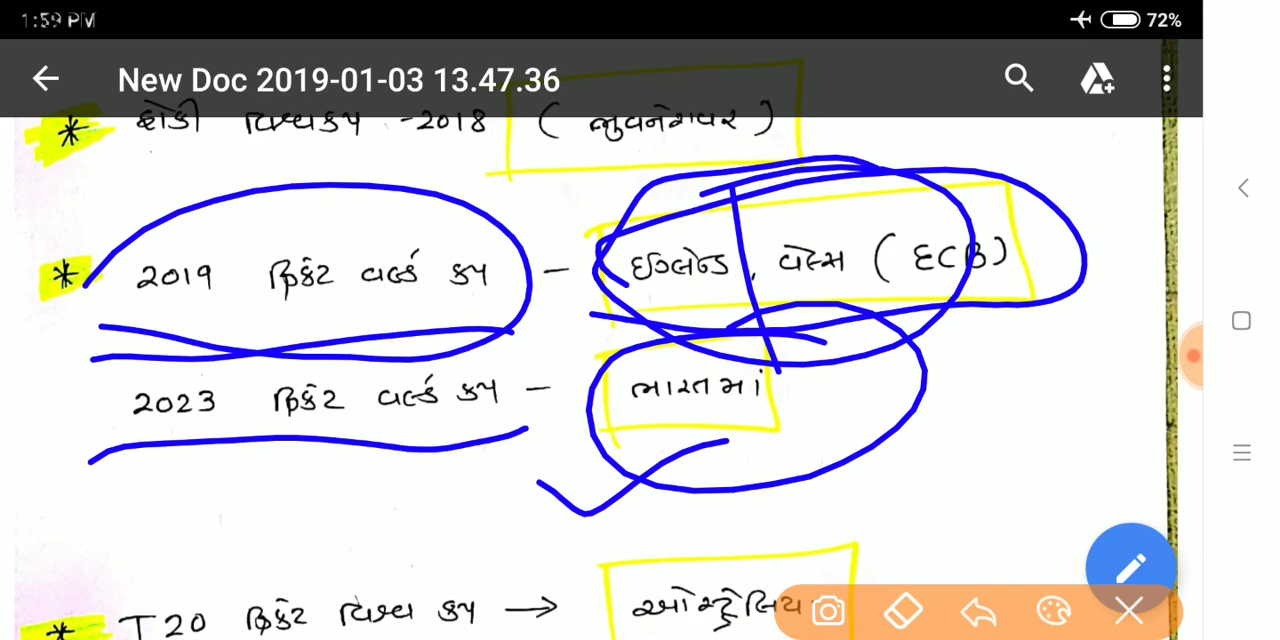 1:59 PM 72%
New Doc 2019-01-03 13.47.36
* હોકી વિશ્વકપ -2018 (ભુવનેશ્વર)
* 2019 ક્રિકેટ વર્લ્ડ કપ - ઇંગ્લેન્ડ, વેલ્સ (ECB)
2023 ક્રિકેટ વર્લ્ડ કપ - ભારતમાં
* T20 ક્રિકેટ વિશ્વ કપ → ઓસ્ટ્રેલિયા